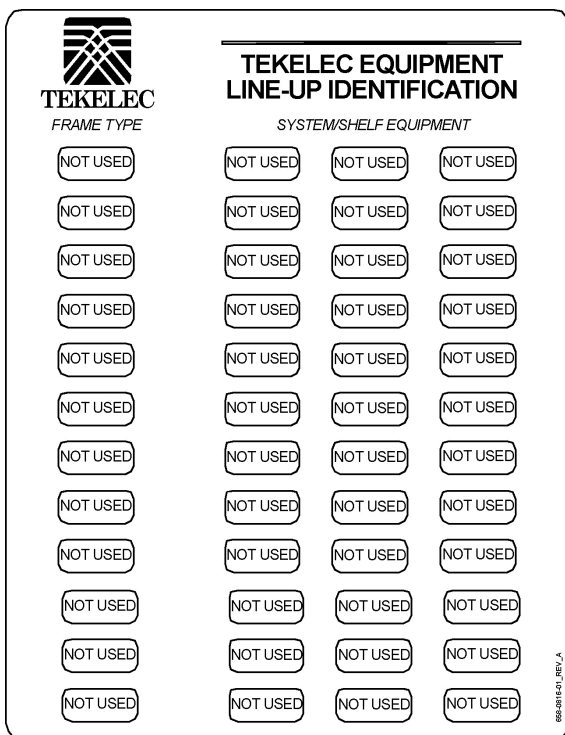 TEKELEC
TEKELEC EQUIPMENT
LINE-UP IDENTIFICATION
FRAME TYPE SYSTEM/SHELF EQUIPMENT
NOT USED NOT USED NOT USED NOT USED
NOT USED NOT USED NOT USED NOT USED
NOT USED NOT USED NOT USED NOT USED
NOT USED NOT USED NOT USED NOT USED
NOT USED NOT USED NOT USED NOT USED
NOT USED NOT USED NOT USED NOT USED
NOT USED NOT USED NOT USED NOT USED
NOT USED NOT USED NOT USED NOT USED
NOT USED NOT USED NOT USED NOT USED
NOT USED NOT USED NOT USED NOT USED
NOT USED NOT USED NOT USED NOT USED
NOT USED NOT USED NOT USED NOT USED
658-0816-01_REV_A